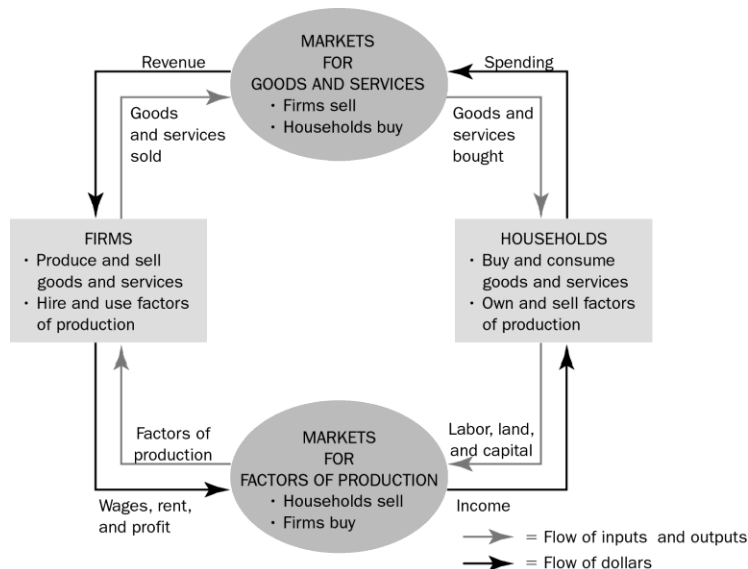 Revenue
MARKETS
FOR
GOODS AND SERVICES
· Firms sell
· Households buy
Spending
Goods
and services
sold
Goods and
services
bought
FIRMS
· Produce and sell
goods and services
· Hire and use factors
of production
HOUSEHOLDS
· Buy and consume
goods and services
· Own and sell factors
of production
Factors of
production
MARKETS
FOR
FACTORS OF PRODUCTION
· Households sell
· Firms buy
Labor, land,
and capital
Wages, rent,
and profit
Income
= Flow of inputs and outputs
= Flow of dollars